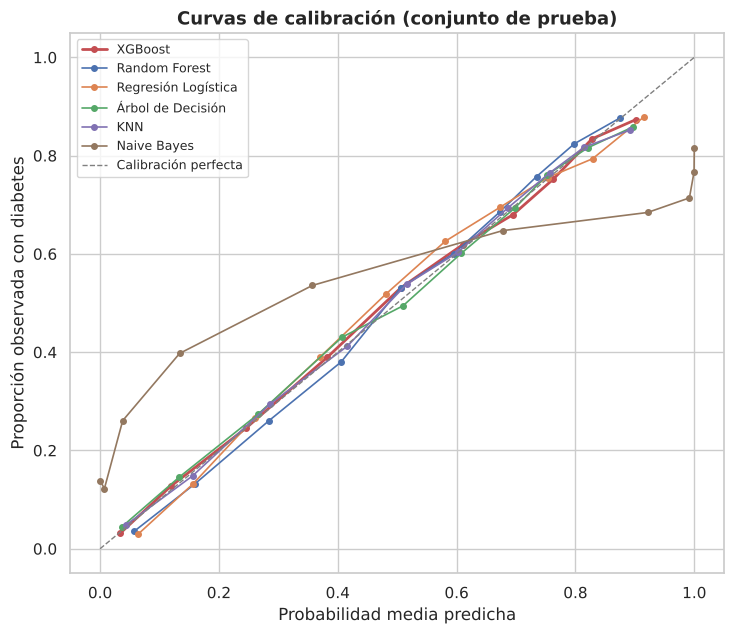 Curvas de calibración (conjunto de prueba)
XGBoost
Random Forest
Regresión Logística
Árbol de Decisión
KNN
Naive Bayes
Calibración perfecta
Proporción observada con diabetes
1.0
0.8
0.6
0.4
0.2
0.0
0.0 0.2 0.4 0.6 0.8 1.0
Probabilidad media predicha